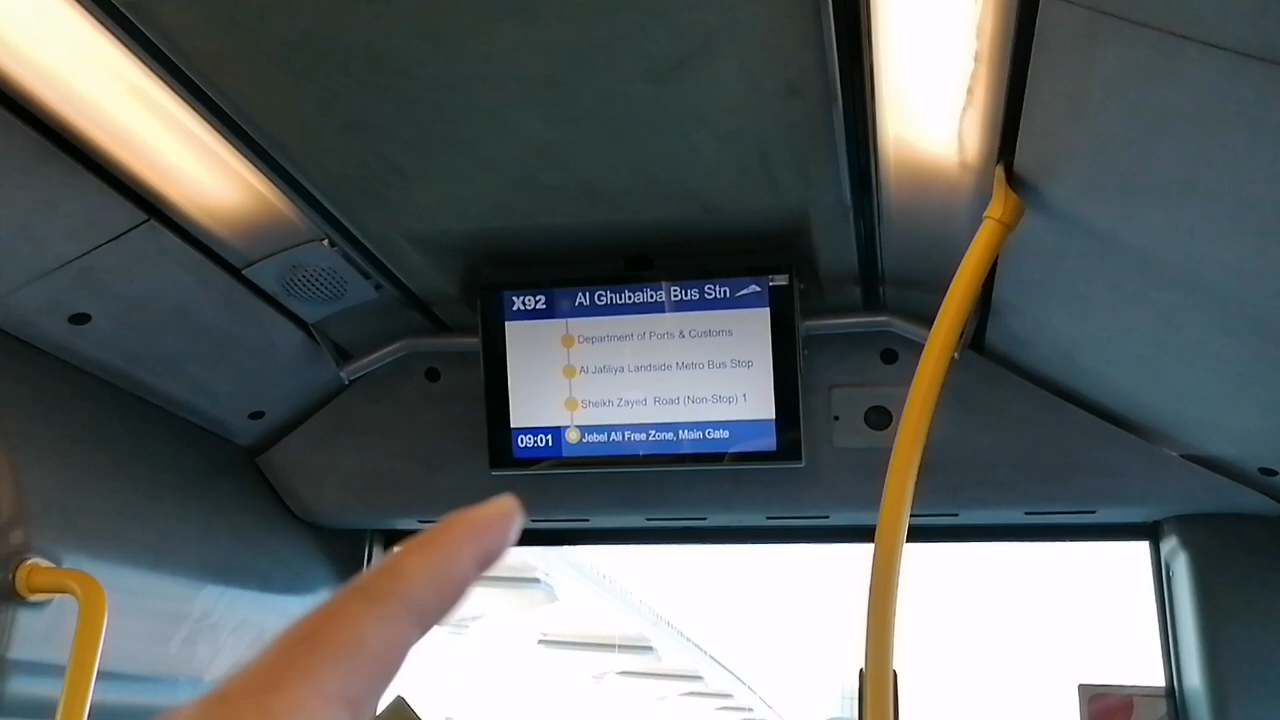 X92 Al Ghubaiba Bus Stn
Department of Ports & Customs
Al Jafiliya Landside Metro Bus Stop
Sheikh Zayed Road (Non-Stop) 1
09:01 Jebel Ali Free Zone, Main Gate